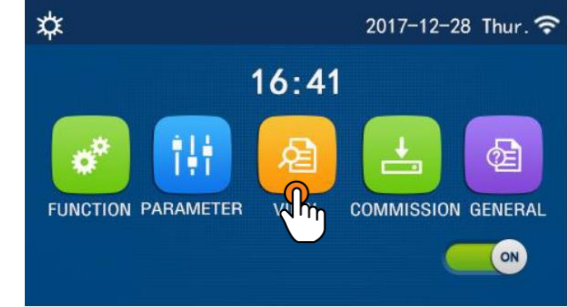 2017-12-28 Thur.
16:41
FUNCTION PARAMETER COMMISSION GENERAL
ON